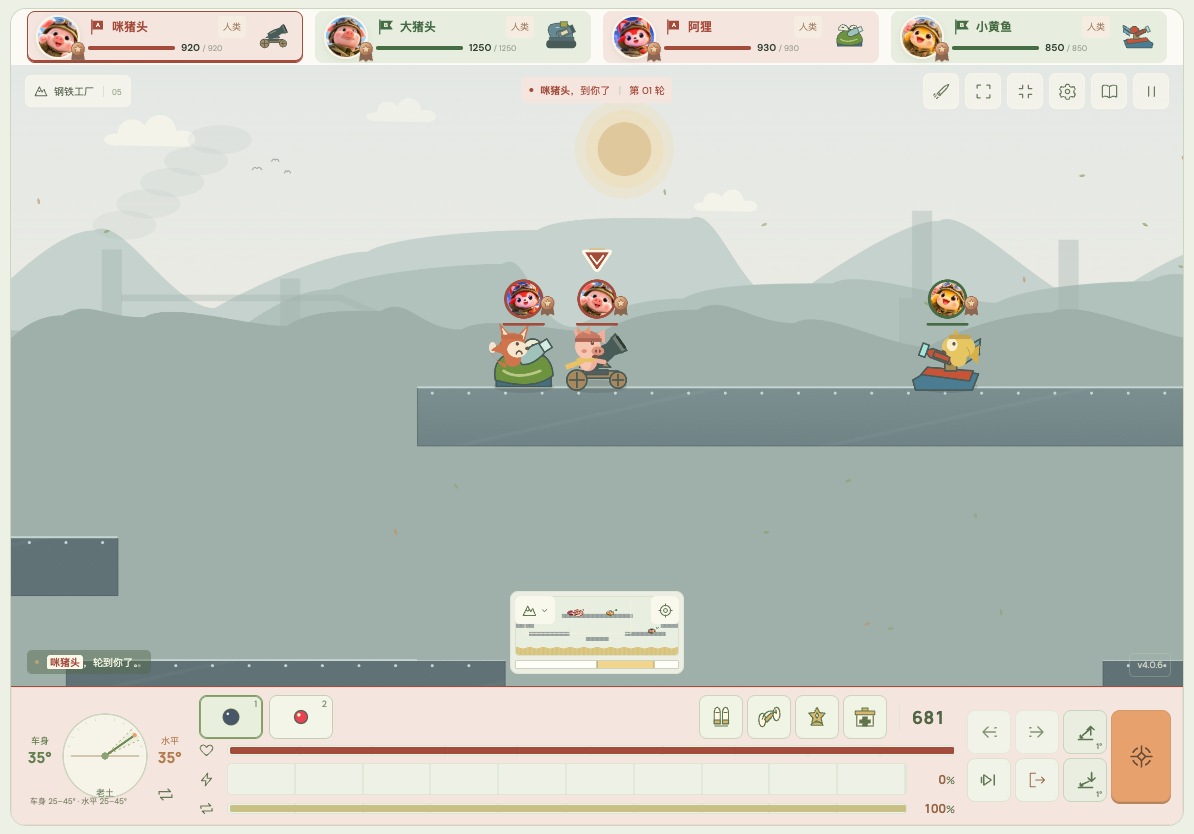 A 咪猪头 人类
920 / 920
B 大猪头 人类
1250 / 1250
A 阿狸 人类
930 / 930
B 小黄鱼 人类
850 / 850
钢铁工厂 05
咪猪头，到你了 第 01 轮
咪猪头，轮到你了。
v4.0.6
车身
35°
水平
35°
老土
车身 25–45° · 水平 25–45°
1
2
681
0%
100%
1°
1°